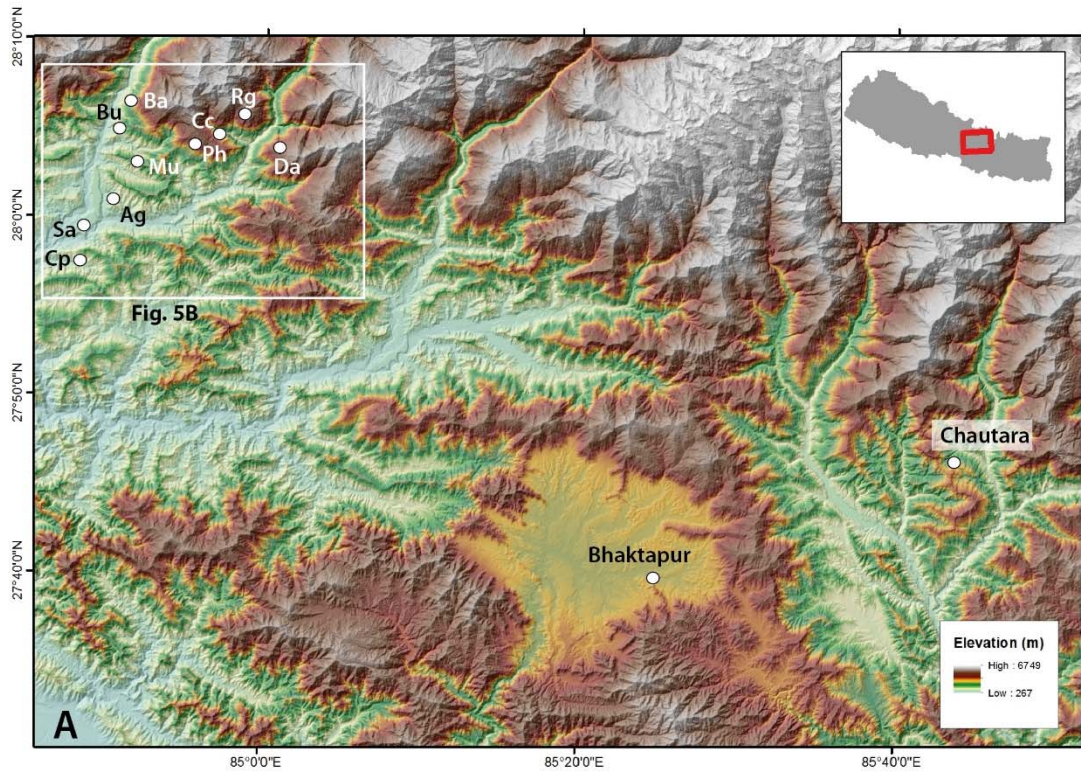 28°10'0"N
28°0'0"N
27°50'0"N
27°40'0"N
Ba
Rg
Bu
Cc
Mu
Ph
Da
Ag
Sa
Cp
Fig. 5B
Chautara
Bhaktapur
Elevation (m)
High : 6749
Low : 267
A
85°0'0"E
85°20'0"E
85°40'0"E